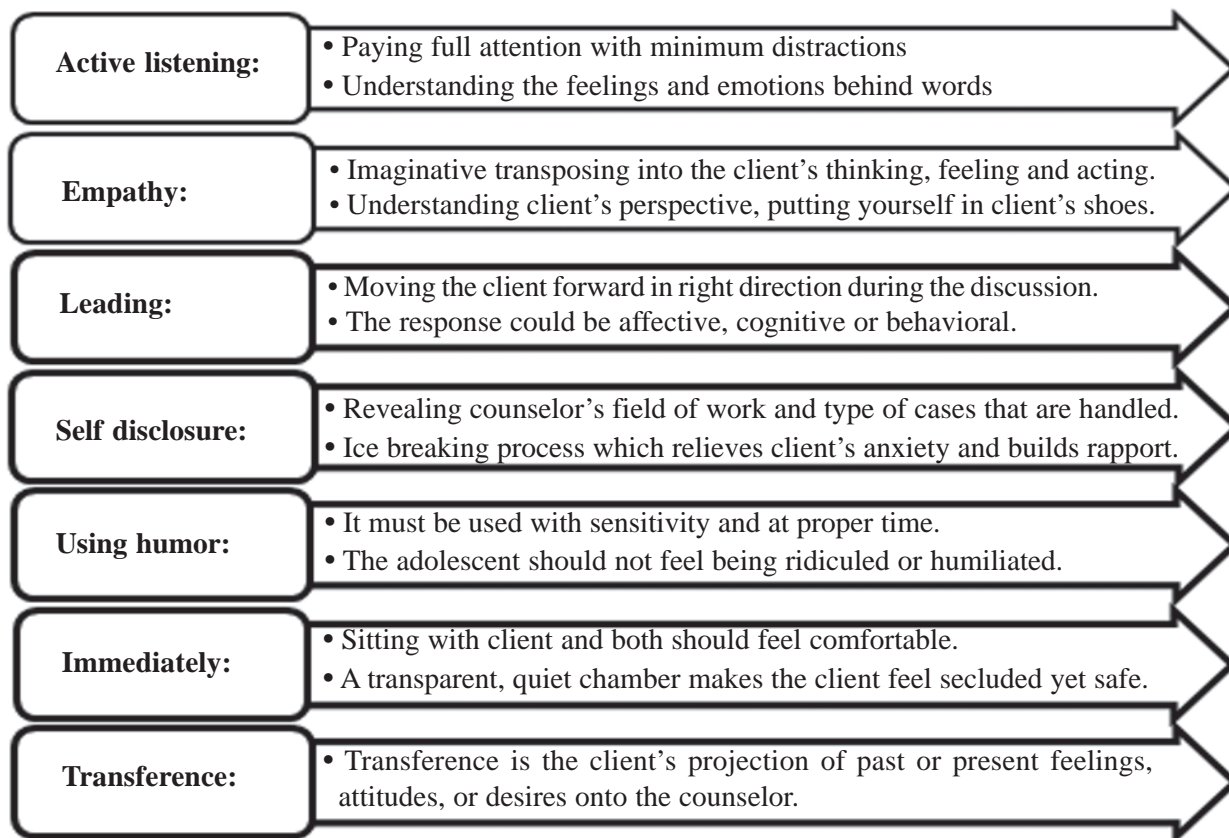 Active listening:
• Paying full attention with minimum distractions
• Understanding the feelings and emotions behind words
Empathy:
• Imaginative transposing into the client's thinking, feeling and acting.
• Understanding client's perspective, putting yourself in client's shoes.
Leading:
• Moving the client forward in right direction during the discussion.
• The response could be affective, cognitive or behavioral.
Self disclosure:
• Revealing counselor's field of work and type of cases that are handled.
• Ice breaking process which relieves client's anxiety and builds rapport.
Using humor:
• It must be used with sensitivity and at proper time.
• The adolescent should not feel being ridiculed or humiliated.
Immediately:
• Sitting with client and both should feel comfortable.
• A transparent, quiet chamber makes the client feel secluded yet safe.
Transference:
• Transference is the client's projection of past or present feelings,
attitudes, or desires onto the counselor.